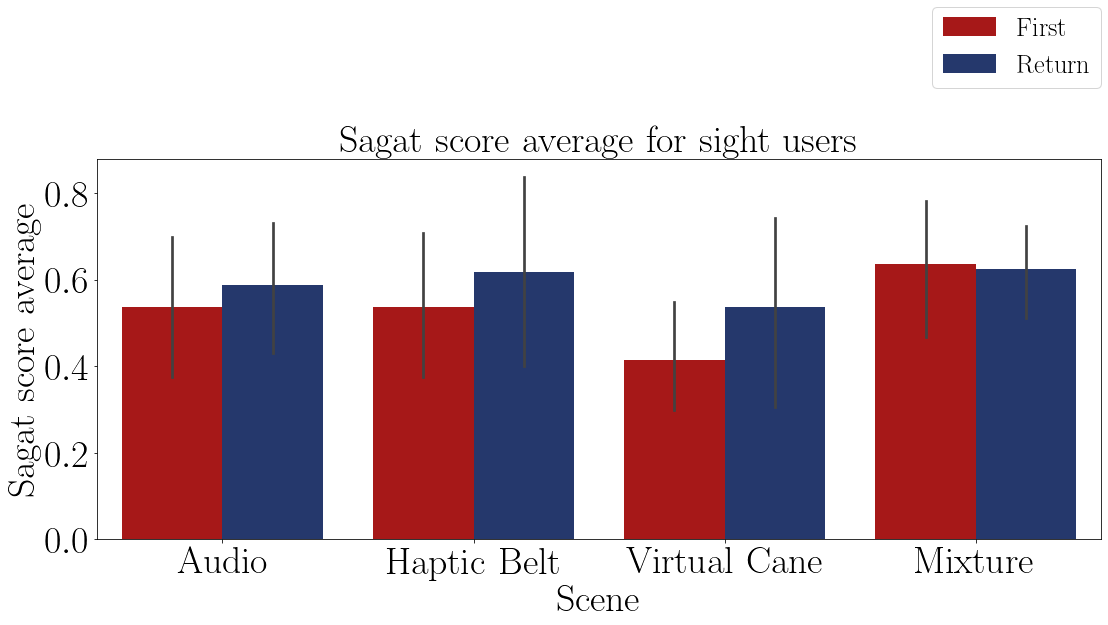 First
Return
Sagat score average for sight users
Sagat score average
0.8
0.6
0.4
0.2
0.0
Audio
Haptic Belt
Virtual Cane
Mixture
Scene